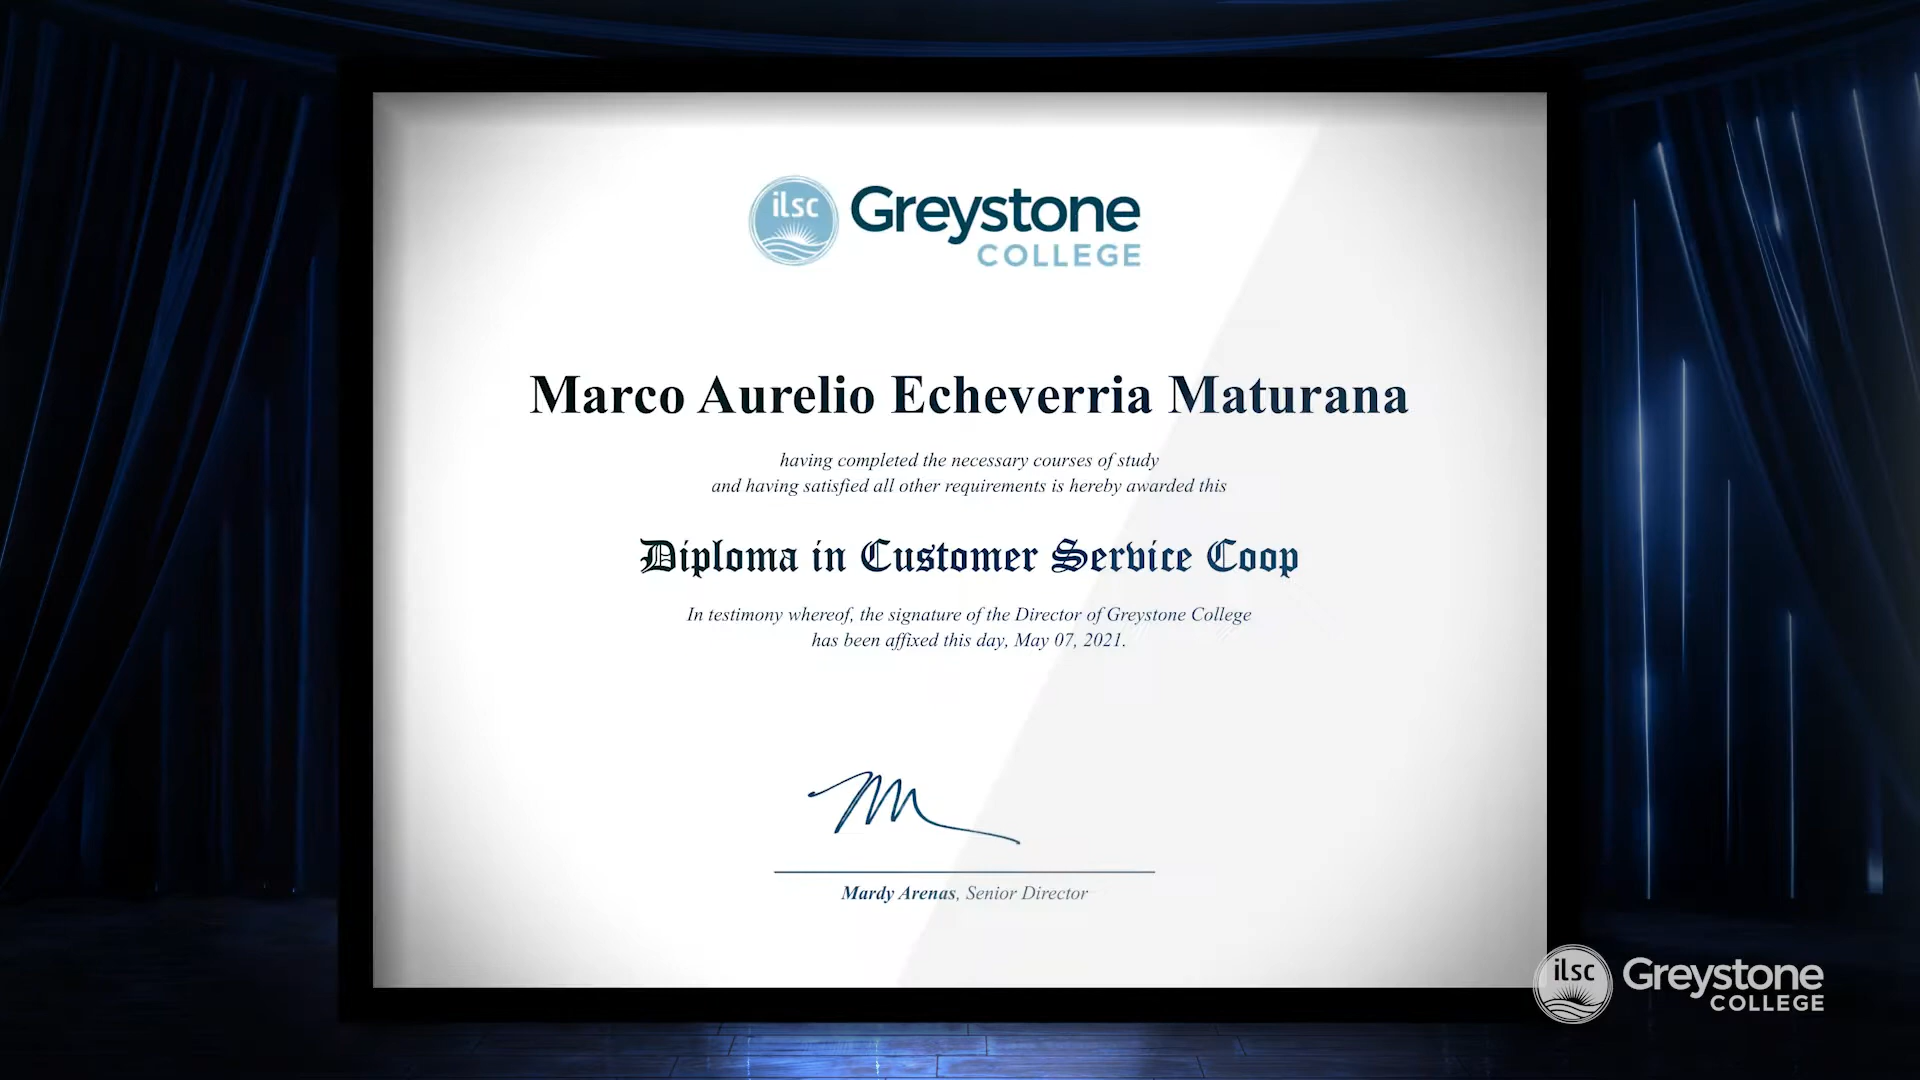 ilsc Greystone
COLLEGE
Marco Aurelio Echeverria Maturana
having completed the necessary courses of study
and having satisfied all other requirements is hereby awarded this
Diploma in Customer Service Coop
In testimony whereof, the signature of the Director of Greystone College
has been affixed this day, May 07, 2021.
Mardy Arenas, Senior Director
ilsc Greystone
COLLEGE